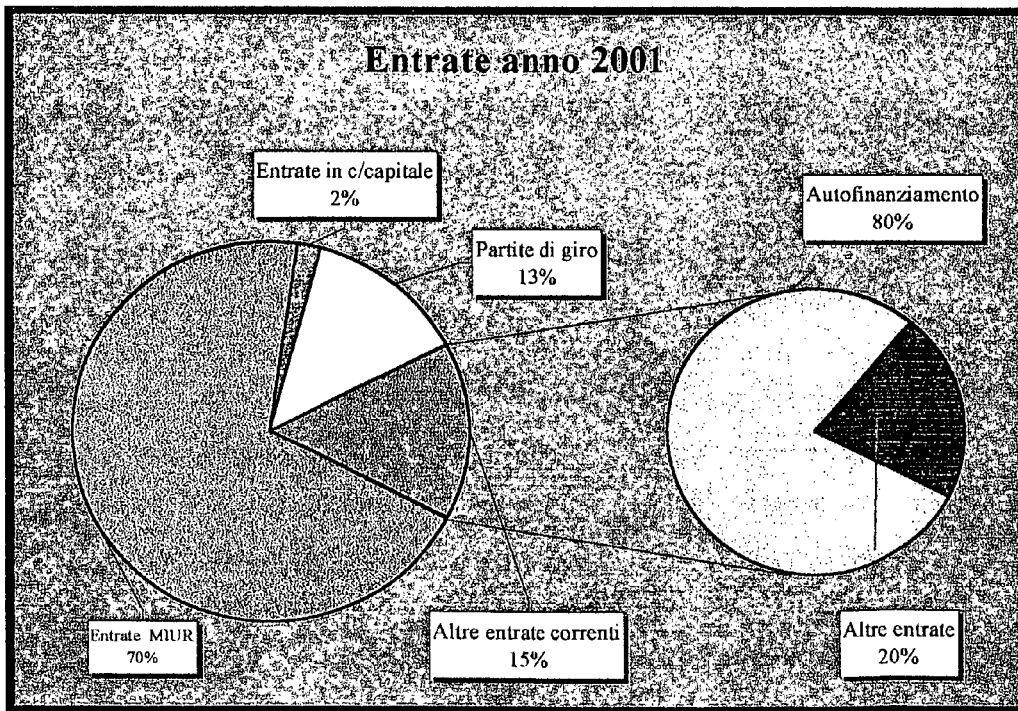 Entrate anno 2001
Entrate in c/capitale
2%
Autofinanziamento
80%
Partite di giro
13%
Entrate MIUR
70%
Altre entrate correnti
15%
Altre entrate
20%